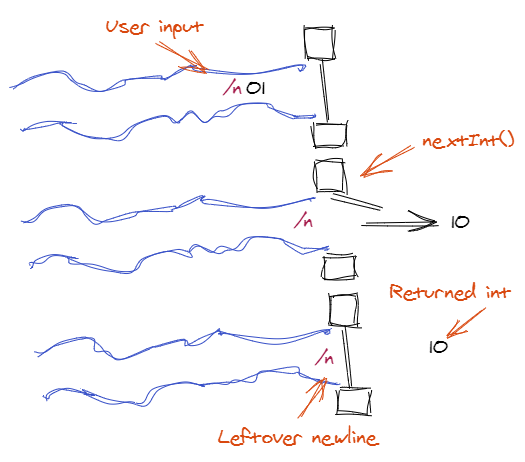 User input
/n 01
nextInt()
/n
10
Returned int
10
/n
Leftover newline